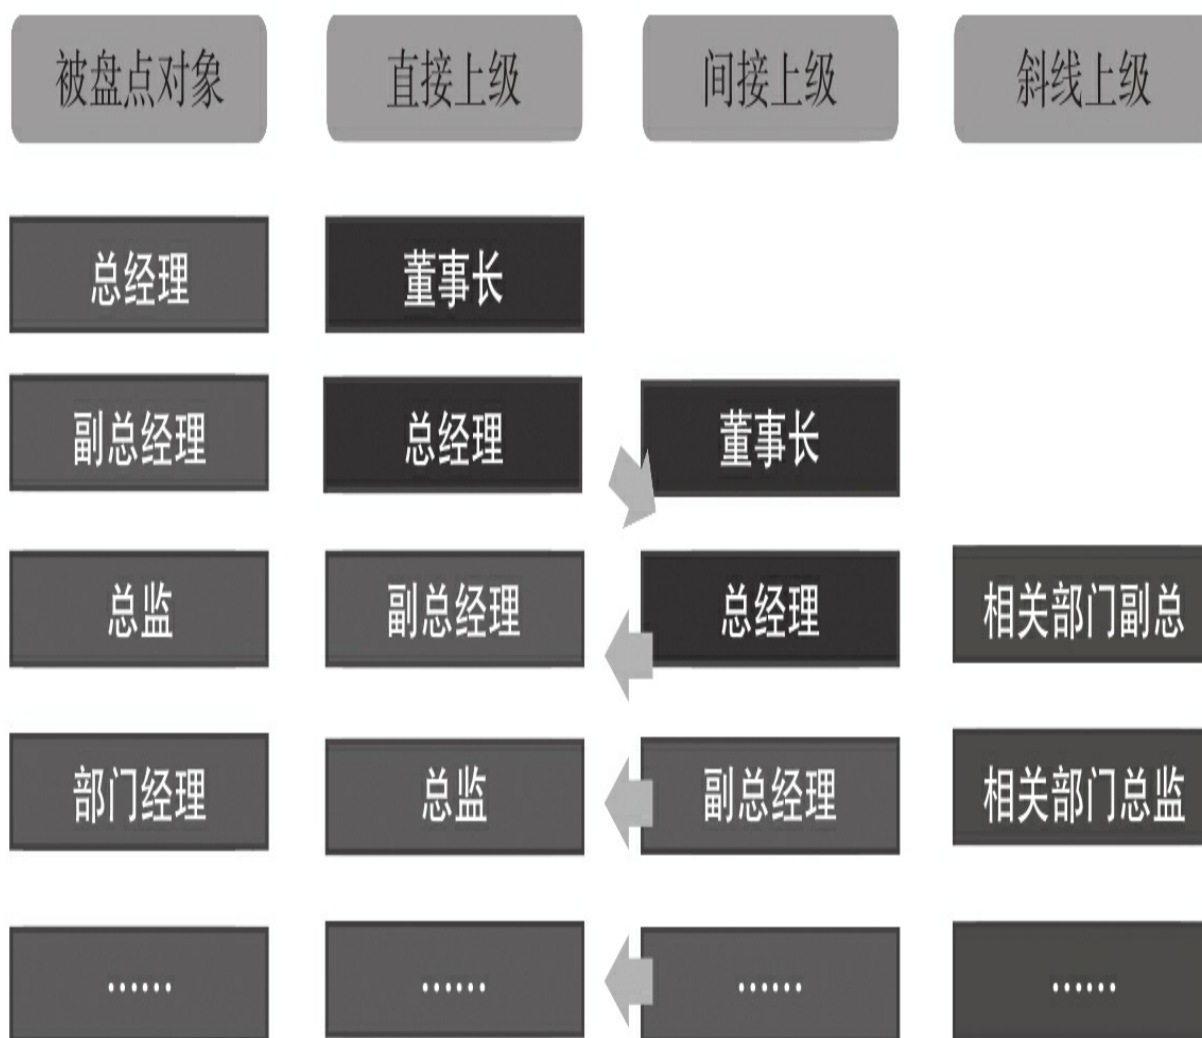 被盘点对象 直接上级 间接上级 斜线上级
总经理 董事长
副总经理 总经理 董事长
总监 副总经理 总经理 相关部门副总
部门经理 总监 副总经理 相关部门总监
…… …… …… ……